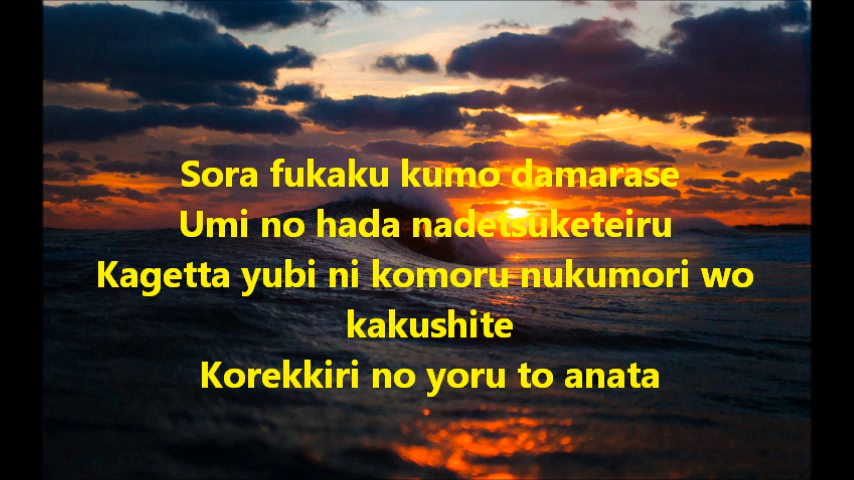 Sora fukaku kumo damarase
Umi no hada nadetsuketeiru
Kagetta yubi ni komoru nukumori wo
kakushite
Korekkiri no yoru to anata